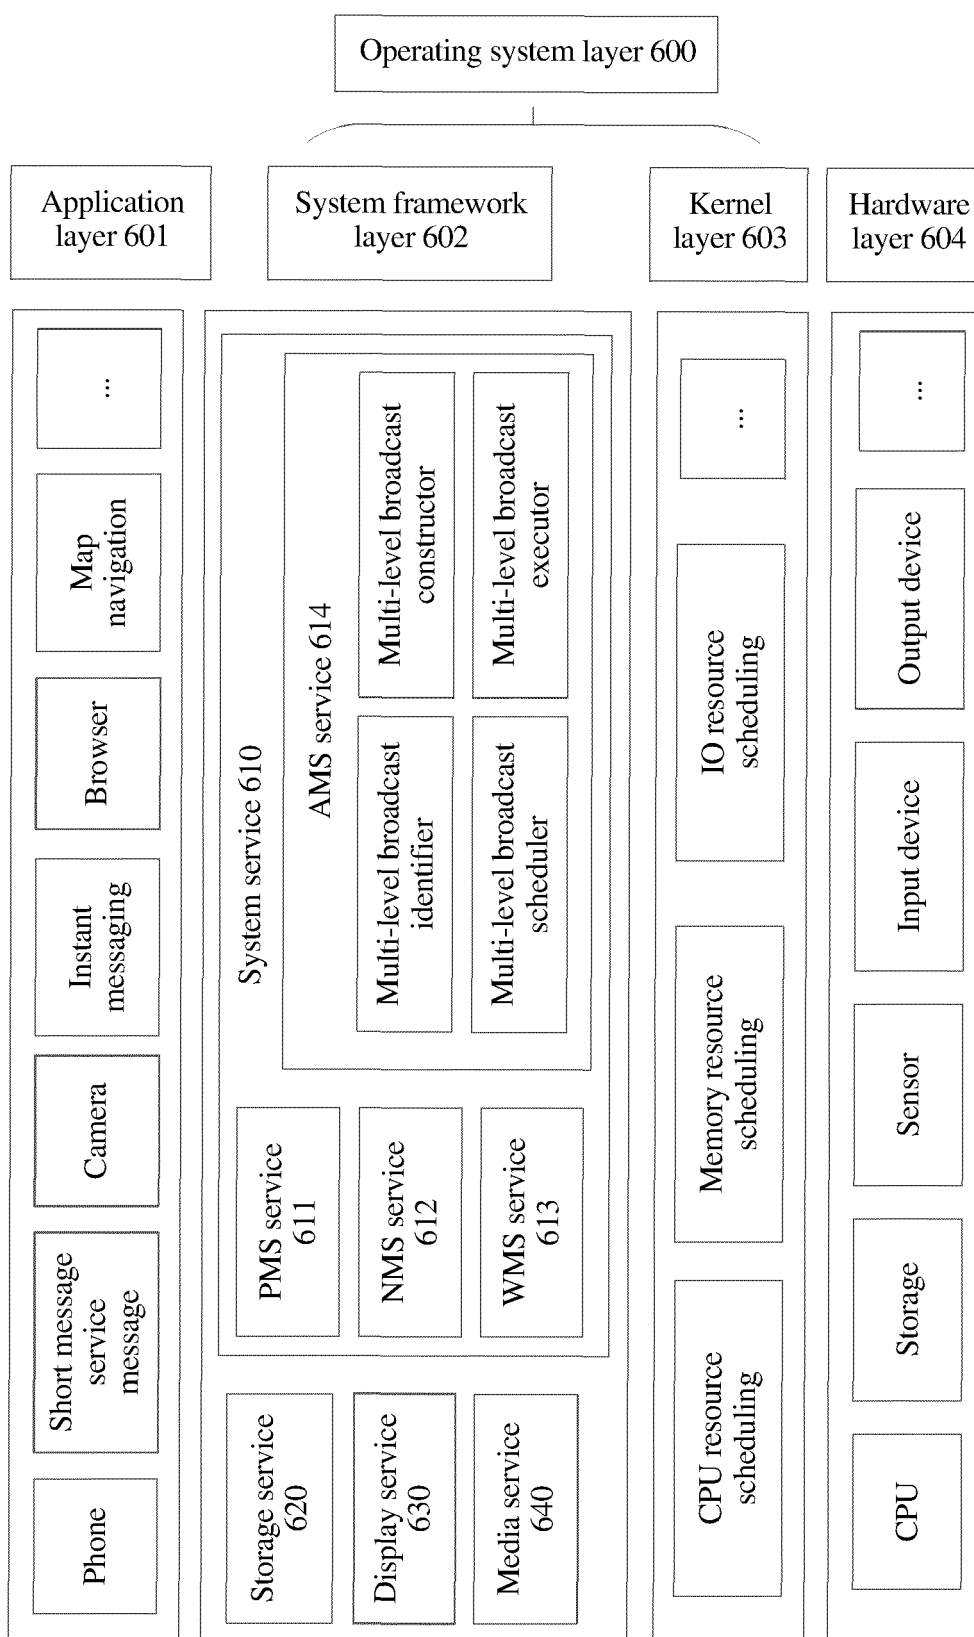 Operating system layer 600
Application
layer 601
System framework
layer 602
Kernel
layer 603
Hardware
layer 604
Phone
Short message
service
message
Camera
Instant
messaging
Browser
Map
navigation
...
Storage service
620
Display service
630
Media service
640
System service 610
PMS service
611
NMS service
612
WMS service
613
AMS service 614
Multi-level broadcast
identifier
Multi-level broadcast
constructor
Multi-level broadcast
scheduler
Multi-level broadcast
executor
CPU resource
scheduling
Memory resource
scheduling
IO resource
scheduling
...
CPU
Storage
Sensor
Input device
Output device
...